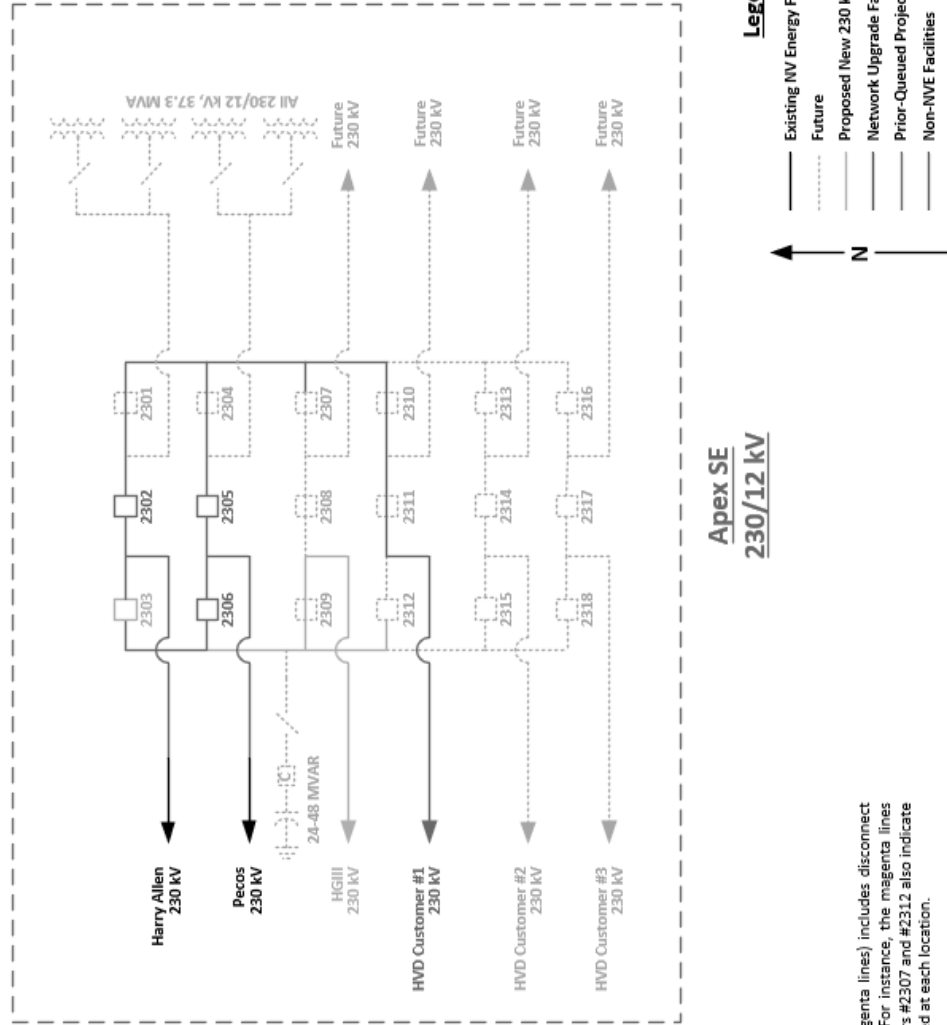 All 230/12 kV, 37.3 MVA
Future
230 kV
Future
230 kV
Future
230 kV
Future
230 kV
2301
2304
2307
2310
2313
2316
2302
2305
2308
2311
2314
2317
2303
2306
2309
2312
2315
2318
C
24-48 MVAR
Harry Allen
230 kV
Pecos
230 kV
HGIII
230 kV
HVD Customer #1
230 kV
HVD Customer #2
230 kV
HVD Customer #3
230 kV
Apex SE
230/12 kV
Existing NV Energy
Future
Proposed New 230
Network Upgrade
Prior-Queued
Non-NVE Facilities
N
lines) includes disconnect
For instance, the magenta lines
#2307 and #2312 also indicate
at each location.